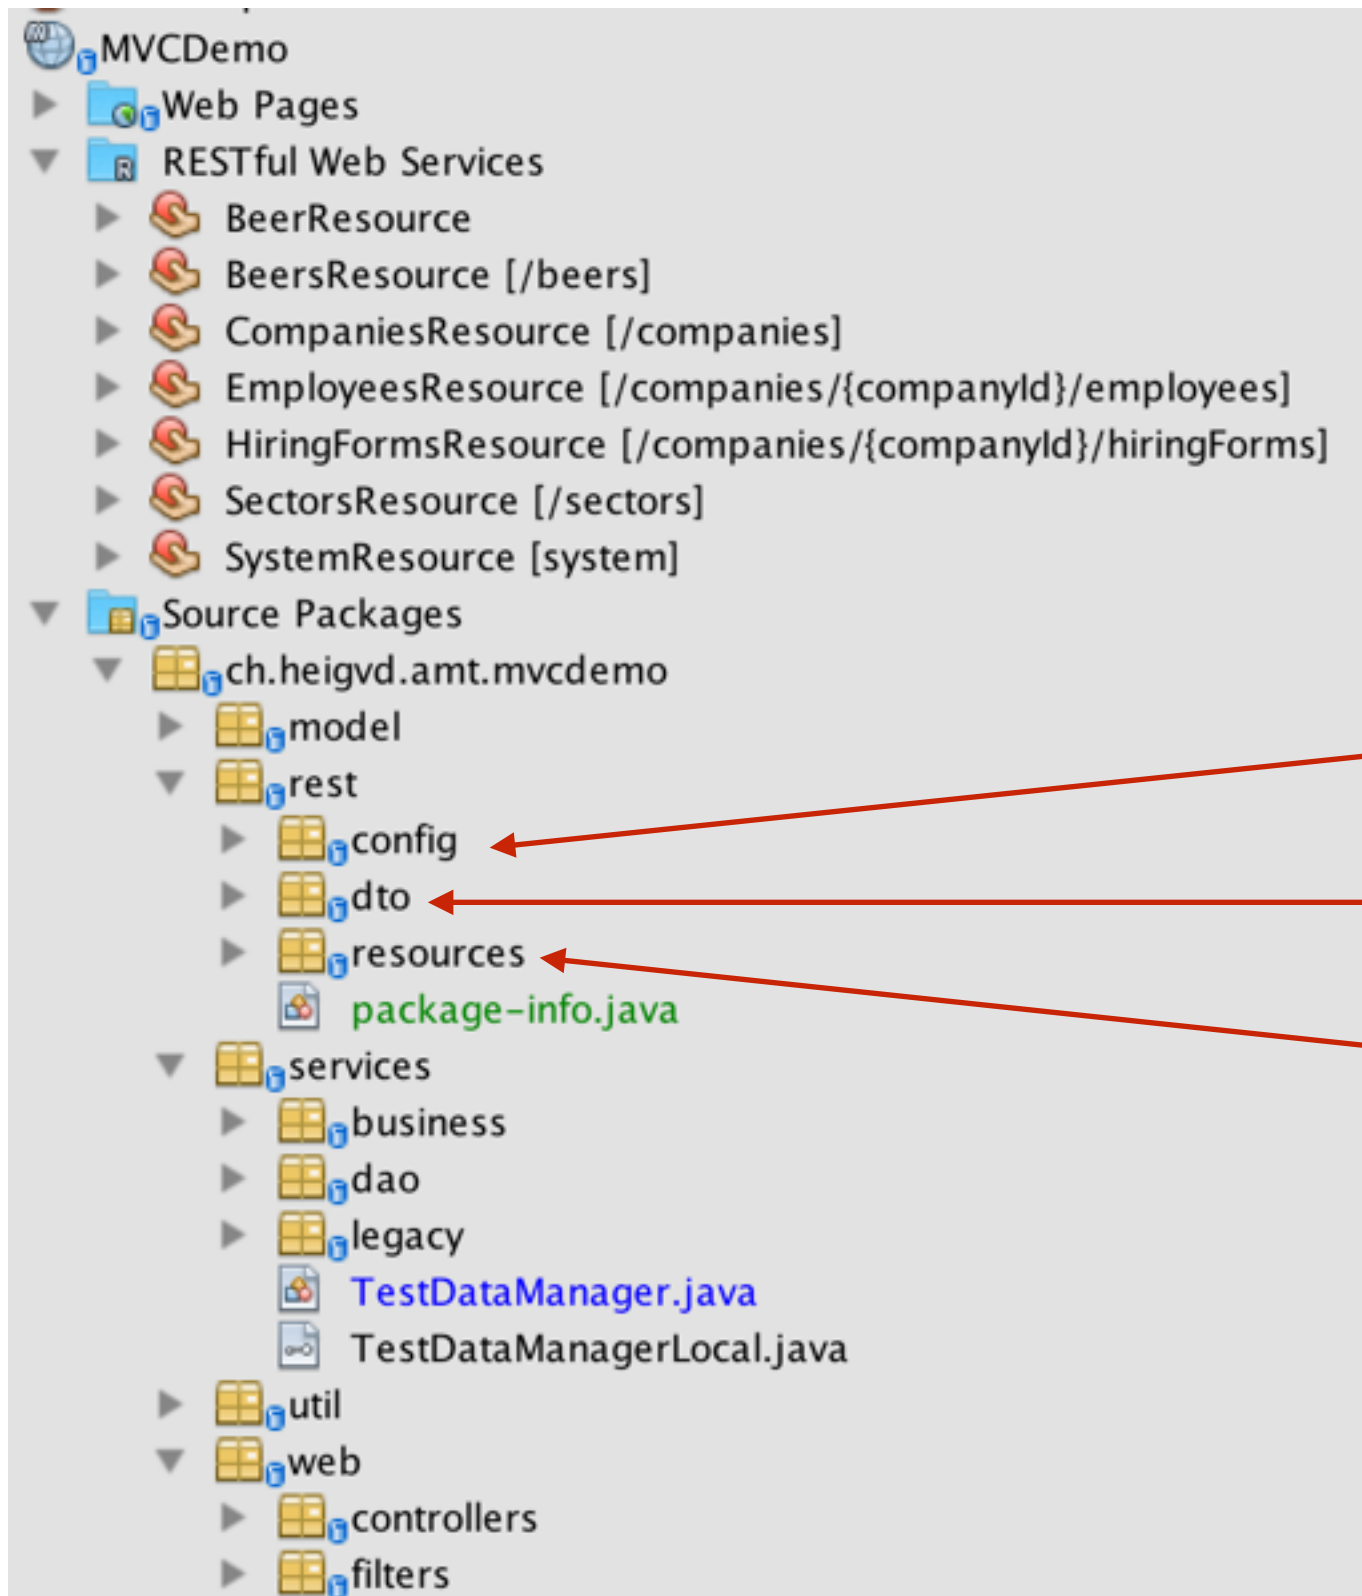 MVCDemo
Web Pages
RESTful Web Services
BeerResource
BeersResource [/beers]
CompaniesResource [/companies]
EmployeesResource [/companies/{companyId}/employees]
HiringFormsResource [/companies/{companyId}/hiringForms]
SectorsResource [/sectors]
SystemResource [system]
Source Packages
ch.heigvd.amt.mvcdemo
model
rest
config
dto
resources
package-info.java
services
business
dao
legacy
TestDataManager.java
TestDataManagerLocal.java
util
web
controllers
filters